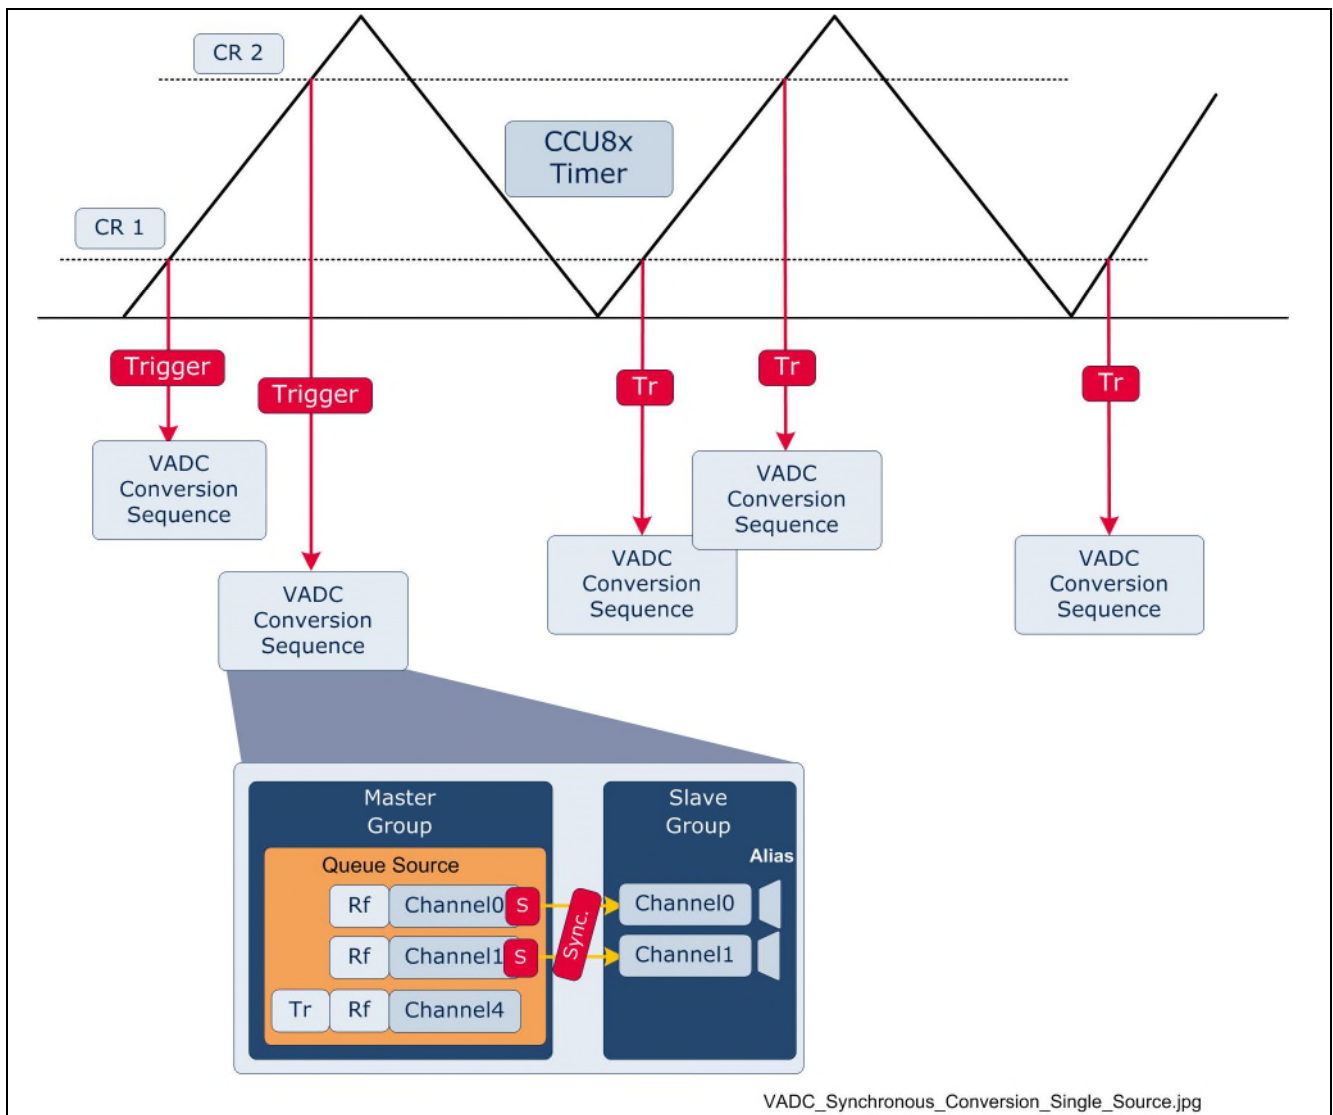 CR 2
CCU8x
Timer
CR 1
Trigger
Trigger
Tr
Tr
Tr
VADC
Conversion
Sequence
VADC
Conversion
Sequence
VADC
Conversion
Sequence
VADC
Conversion
Sequence
VADC
Conversion
Sequence
Master
Group
Slave
Group
Queue Source
Alias
Rf Channel0 S
Sync.
Channel0
Rf Channel1 S
Channel1
Tr Rf Channel4
VADC_Synchronous_Conversion_Single_Source.jpg